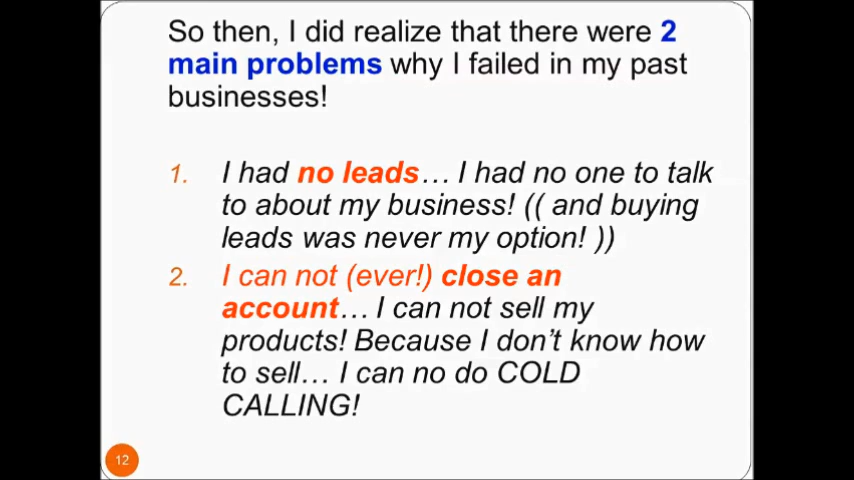 So then, I did realize that there were 2
main problems why I failed in my past
businesses!
1. I had no leads… I had no one to talk
to about my business! (( and buying
leads was never my option! ))
2. I can not (ever!) close an
account… I can not sell my
products! Because I don't know how
to sell… I can no do COLD
CALLING!
12